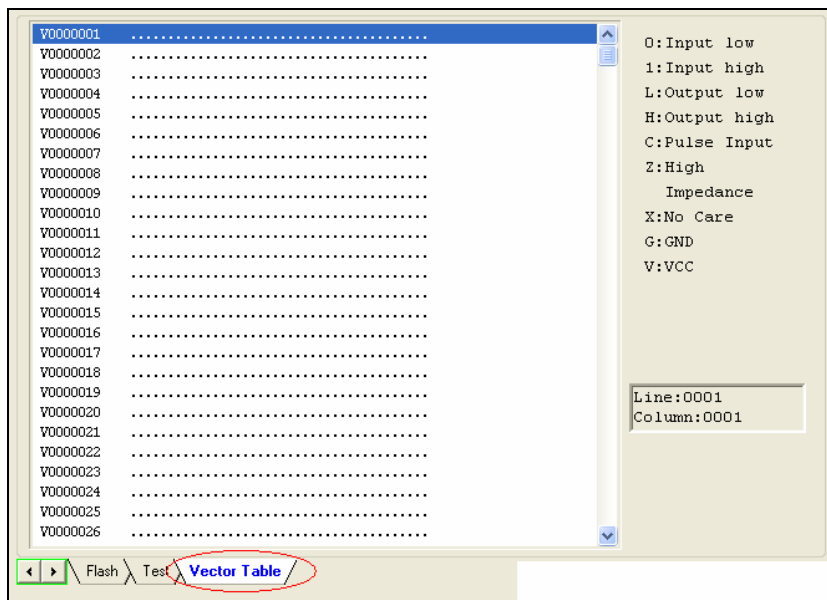 V0000001 ........................................
V0000002 ........................................
V0000003 ........................................
V0000004 ........................................
V0000005 ........................................
V0000006 ........................................
V0000007 ........................................
V0000008 ........................................
V0000009 ........................................
V0000010 ........................................
V0000011 ........................................
V0000012 ........................................
V0000013 ........................................
V0000014 ........................................
V0000015 ........................................
V0000016 ........................................
V0000017 ........................................
V0000018 ........................................
V0000019 ........................................
V0000020 ........................................
V0000021 ........................................
V0000022 ........................................
V0000023 ........................................
V0000024 ........................................
V0000025 ........................................
V0000026 ........................................
0:Input low
1:Input high
L:Output low
H:Output high
C:Pulse Input
Z:High
Impedance
X:No Care
G:GND
V:VCC
Line:0001
Column:0001
Flash Test Vector Table